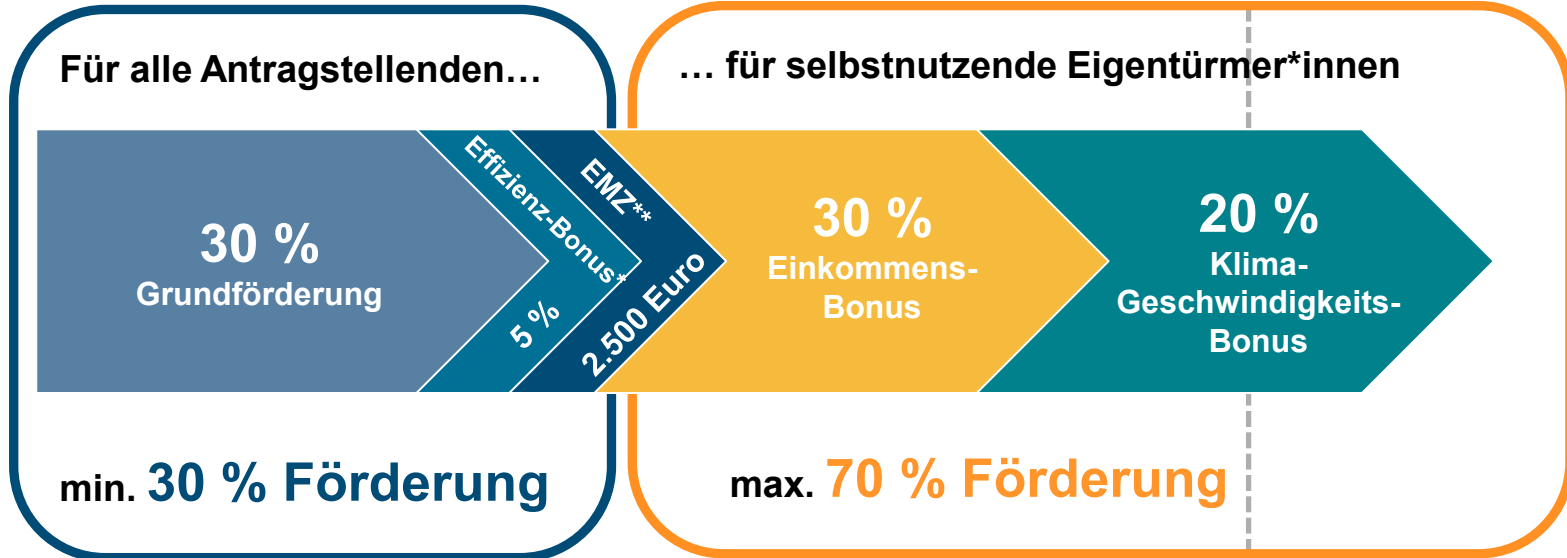 Für alle Antragstellenden…
… für selbstnutzende Eigentürmer*innen
30 %
Grundförderung
Effizienz-Bonus*
5 %
EMZ**
2.500 Euro
30 %
Einkommens-
Bonus
20 %
Klima-
Geschwindigkeits-
Bonus
min. 30 % Förderung
max. 70 % Förderung